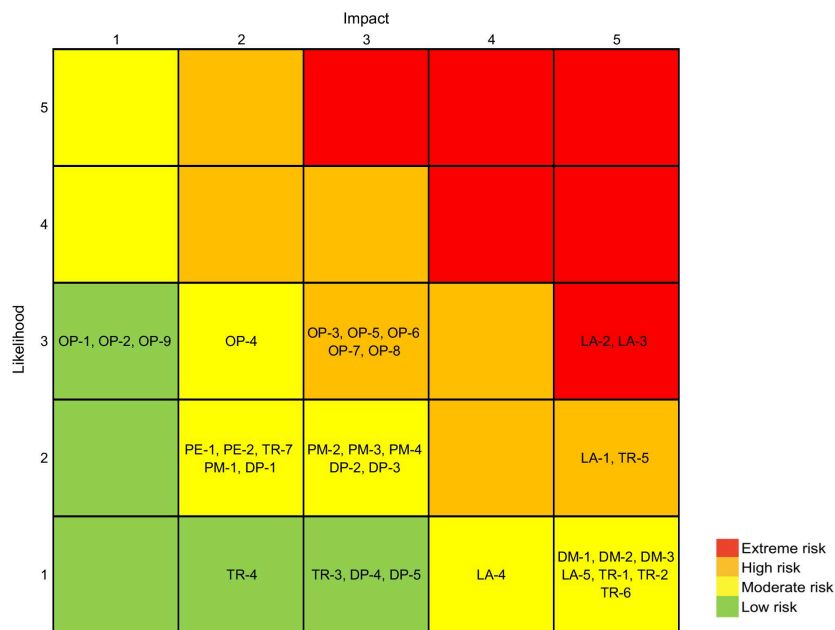 Impact
1 2 3 4 5
5
4
Likelihood
3
OP-1, OP-2, OP-9
OP-4
OP-3, OP-5, OP-6
OP-7, OP-8
LA-2, LA-3
2
PE-1, PE-2, TR-7
PM-1, DP-1
PM-2, PM-3, PM-4
DP-2, DP-3
LA-1, TR-5
1
TR-4
TR-3, DP-4, DP-5
LA-4
DM-1, DM-2, DM-3
LA-5, TR-1, TR-2
TR-6
Extreme risk
High risk
Moderate risk
Low risk